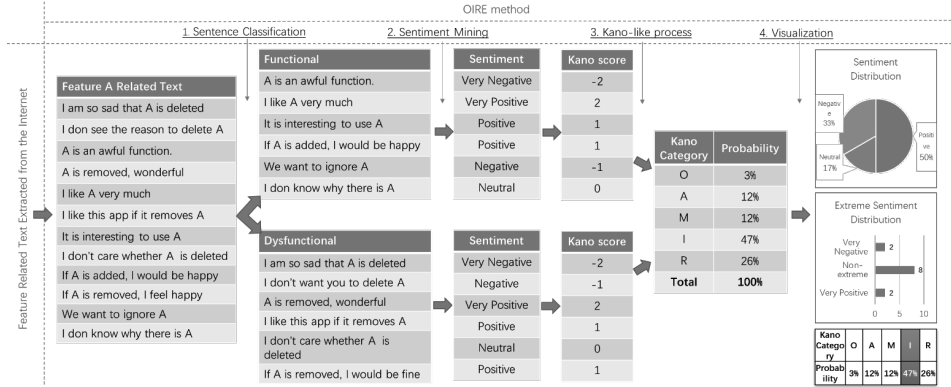 OIRE method
1. Sentence Classification
2. Sentiment Mining
3. Kano-like process
4. Visualization
Feature Related Text Extracted from the Internet
Feature A Related Text
I am so sad that A is deleted
I don see the reason to delete A
A is an awful function.
A is removed, wonderful
I like A very much
I like this app if it removes A
It is interesting to use A
I don't care whether A is deleted
If A is added, I would be happy
If A is removed, I feel happy
We want to ignore A
I don know why there is A
Functional
A is an awful function.
I like A very much
It is interesting to use A
If A is added, I would be happy
We want to ignore A
I don know why there is A
Sentiment
Very Negative
Very Positive
Positive
Positive
Negative
Neutral
Kano score
-2
2
1
1
-1
0
Dysfunctional
I am so sad that A is deleted
I don't want you to delete A
A is removed, wonderful
I like this app if it removes A
I don't care whether A is
deleted
If A is removed, I would be fine
Sentiment
Very Negative
Negative
Very Positive
Positive
Neutral
Positive
Kano score
-2
-1
2
1
0
1
Kano
Category
Probability
O 3%
A 12%
M 12%
I 47%
R 26%
Total 100%
Sentiment
Distribution
Negativ
e
33%
Neutral
17%
Positi
ve
50%
Extreme Sentiment
Distribution
Very
Negative
2
Non-
extreme
8
Very Positive
2
0 5 10
Kano
Catego
ry
O A M I R
Probab
ility
3% 12% 12% 47% 26%